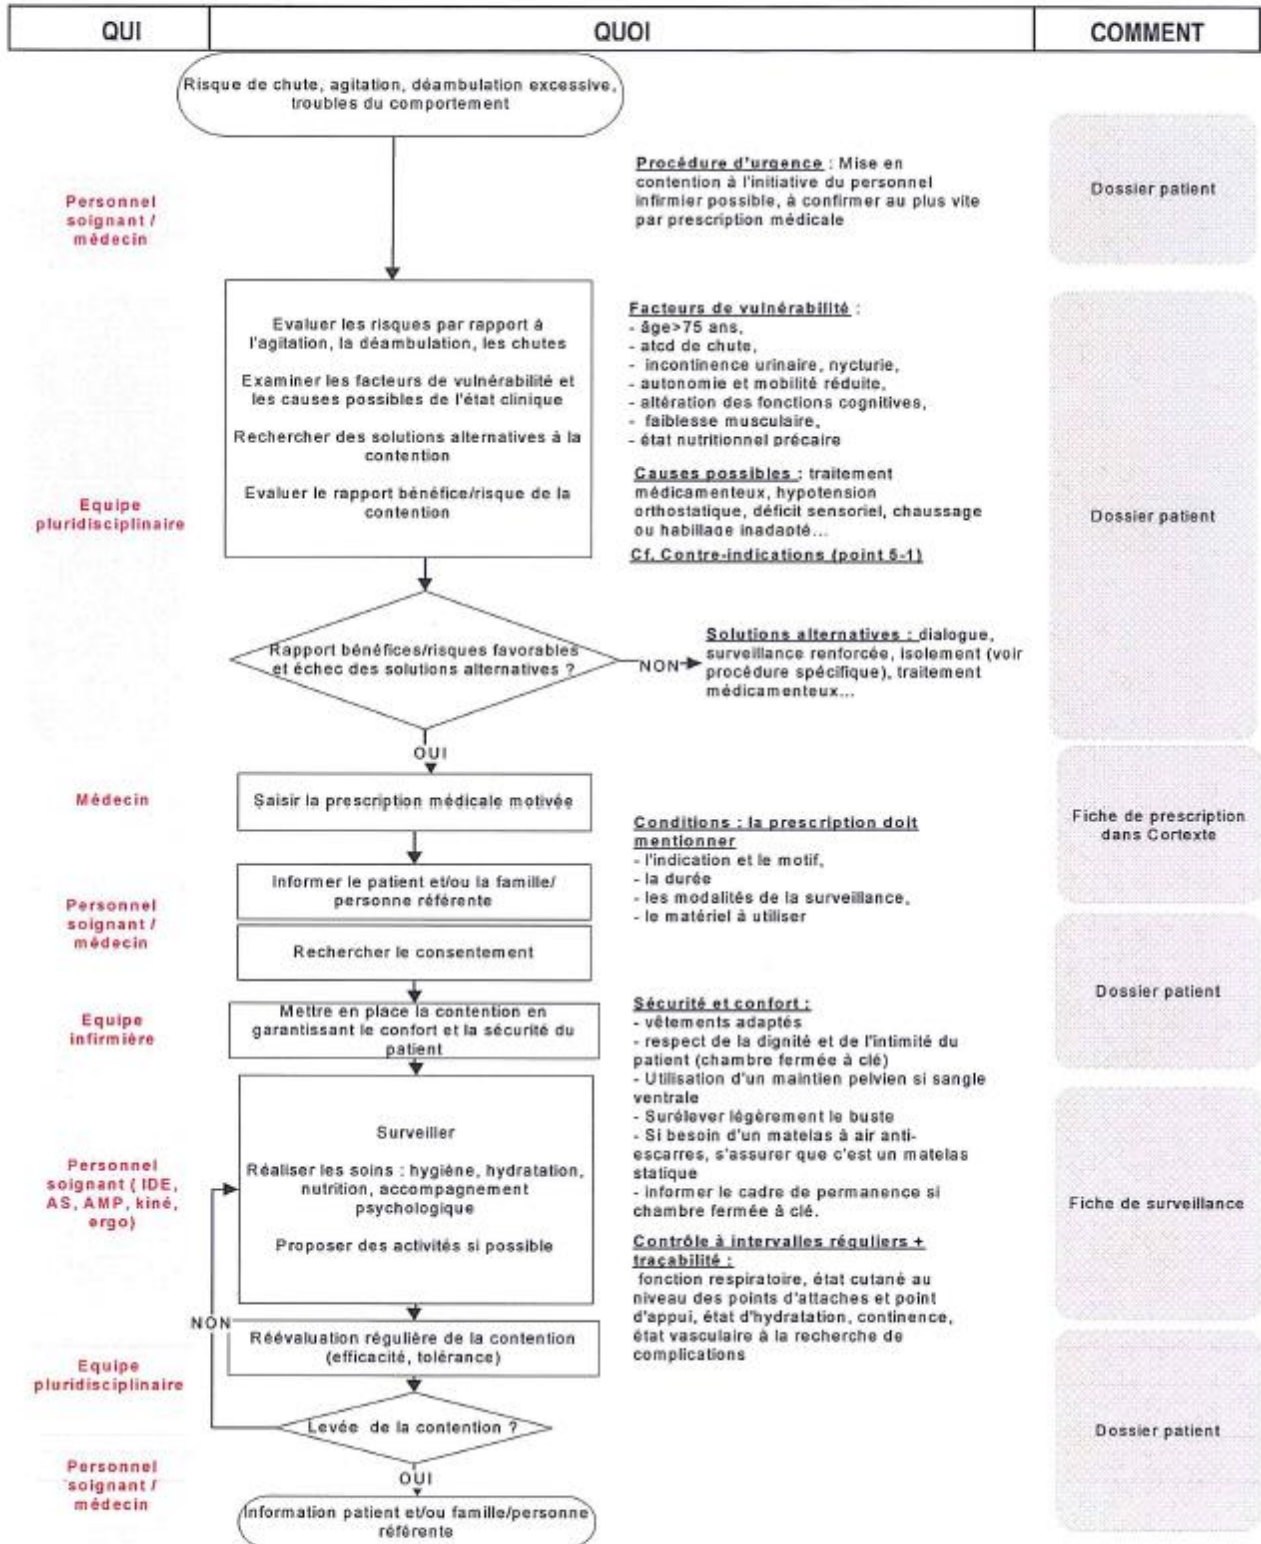 QUI
QUOI
COMMENT
Risque de chute, agitation, déambulation excessive,
troubles du comportement
Personnel
soignant /
médecin
Procédure d'urgence : Mise en
contention à l'initiative du personnel
infirmier possible, à confirmer au plus vite
par prescription médicale
Dossier patient
Equipe
pluridisciplinaire
Evaluer les risques par rapport à
l'agitation, la déambulation, les chutes
Examiner les facteurs de vulnérabilité et
les causes possibles de l'état clinique
Rechercher des solutions alternatives à la
contention
Evaluer le rapport bénéfice/risque de la
contention
Facteurs de vulnérabilité :
- âge>75 ans,
- atcd de chute,
- incontinence urinaire, nycturie,
- autonomie et mobilité réduite,
- altération des fonctions cognitives,
- faiblesse musculaire,
- état nutritionnel précaire
Causes possibles : traitement
médicamenteux, hypotension
orthostatique, déficit sensoriel, chaussage
ou habillage inadapté...
Cf. Contre-indications (point 5-1)
Dossier patient
Rapport bénéfices/risques favorables
et échec des solutions alternatives ?
NON
Solutions alternatives : dialogue,
surveillance renforcée, isolement (voir
procédure spécifique), traitement
médicamenteux...
OUI
Médecin
Saisir la prescription médicale motivée
Fiche de prescription
dans Cortexte
Conditions : la prescription doit
mentionner
- l'indication et le motif,
- la durée
- les modalités de la surveillance,
- le matériel à utiliser
Personnel
soignant /
médecin
Informer le patient et/ou la famille/
personne référente
Rechercher le consentement
Dossier patient
Equipe
infirmière
Mettre en place la contention en
garantissant le confort et la sécurité du
patient
Sécurité et confort :
- vêtements adaptés
- respect de la dignité et de l'intimité du
patient (chambre fermée à clé)
- Utilisation d'un maintien pelvien si sangle
ventrale
- Surélever légèrement le buste
- Si besoin d'un matelas à air anti-
escarres, s'assurer que c'est un matelas
statique
- informer le cadre de permanence si
chambre fermée à clé.
Personnel
soignant ( IDE,
AS, AMP, kiné,
ergo)
Surveiller
Réaliser les soins : hygiène, hydratation,
nutrition, accompagnement
psychologique
Proposer des activités si possible
Fiche de surveillance
Contrôle à intervalles réguliers +
traçabilité :
fonction respiratoire, état cutané au
niveau des points d'attaches et point
d'appui, état d'hydratation, continence,
état vasculaire à la recherche de
complications
NON
Equipe
pluridisciplinaire
Réévaluation régulière de la contention
(efficacité, tolérance)
Levée de la contention ?
Dossier patient
OUI
Personnel
soignant /
médecin
Information patient et/ou famille/personne
référente